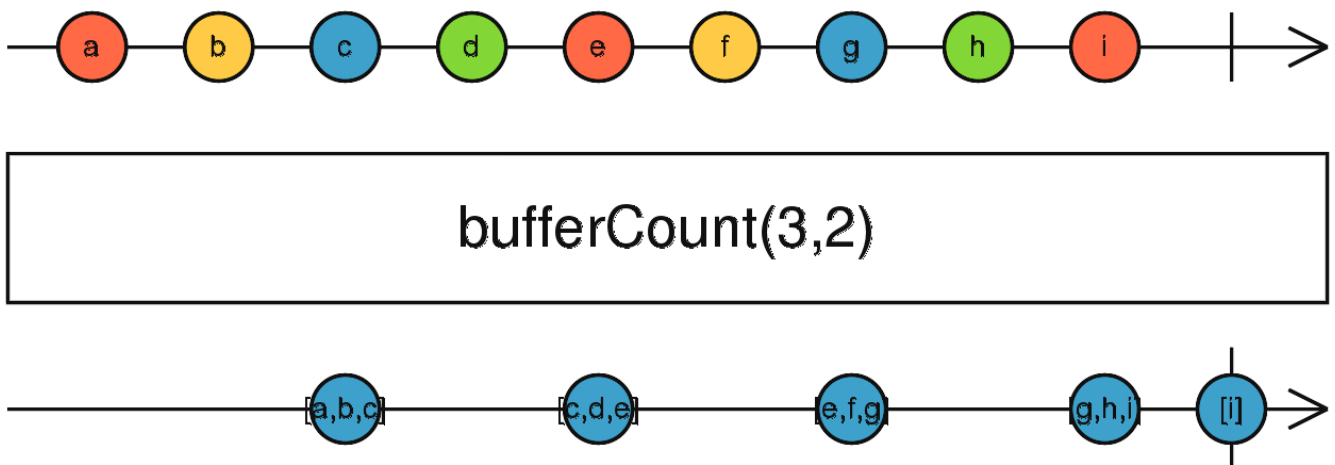 a b c d e f g h i
bufferCount(3,2)
[a,b,c] [c,d,e] [e,f,g] [g,h,i] [i]